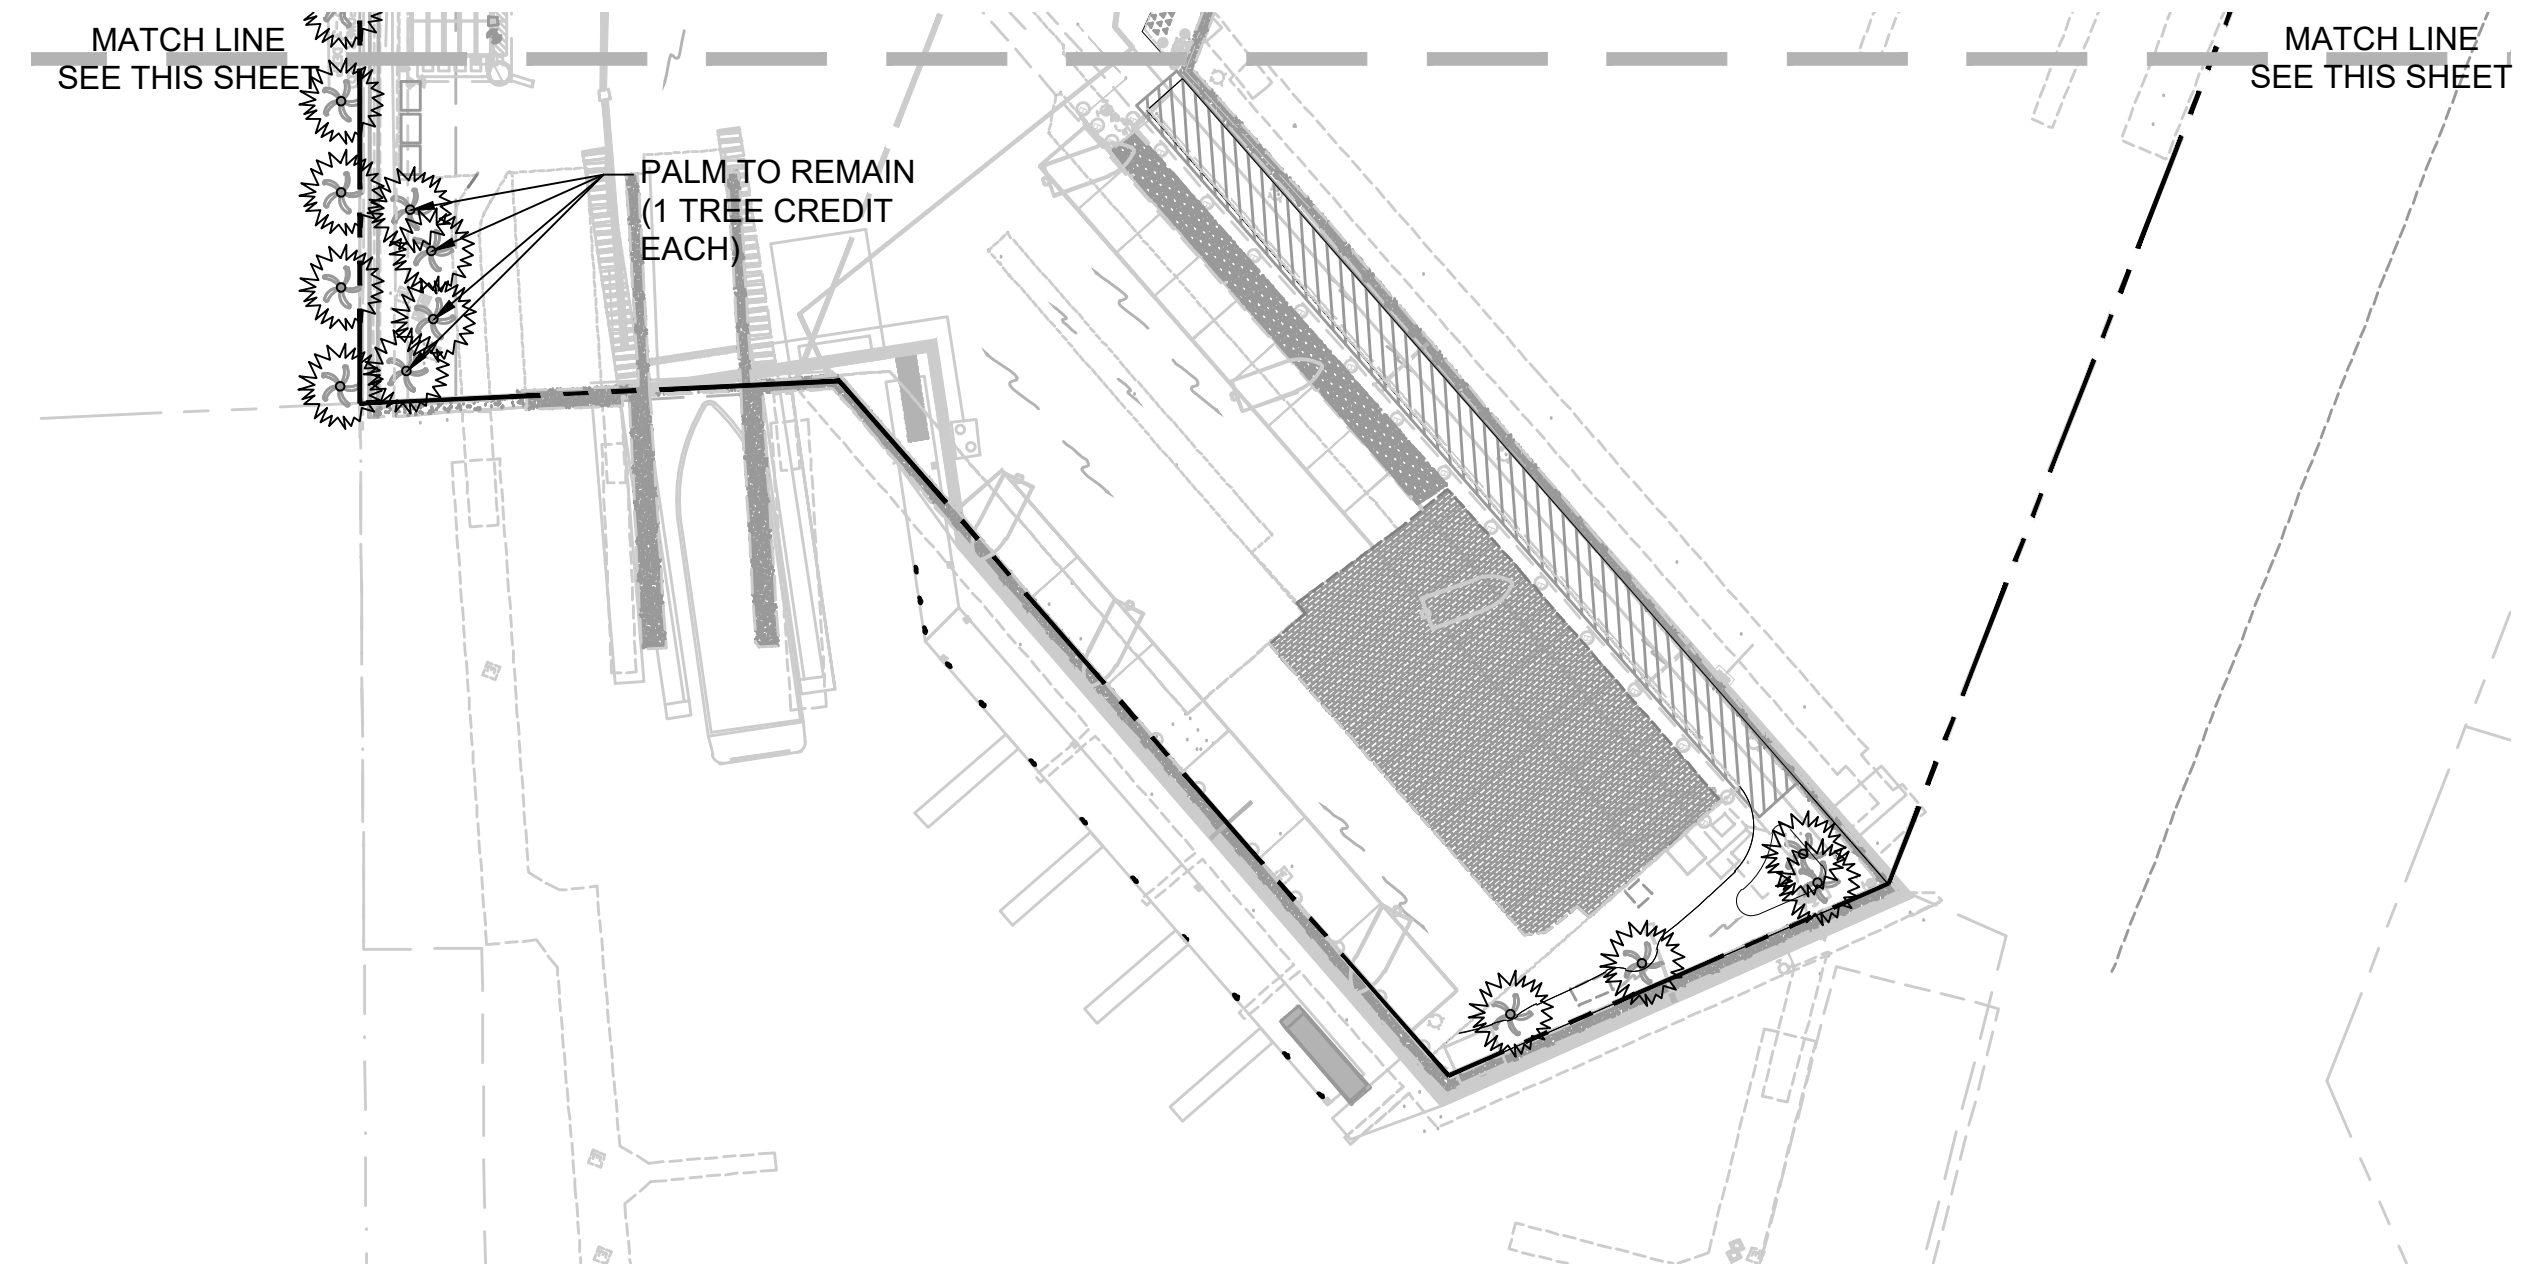 MATCH LINE
SEE THIS SHEET
MATCH LINE
SEE THIS SHEET
PALM TO REMAIN
(1 TREE CREDIT
EACH)